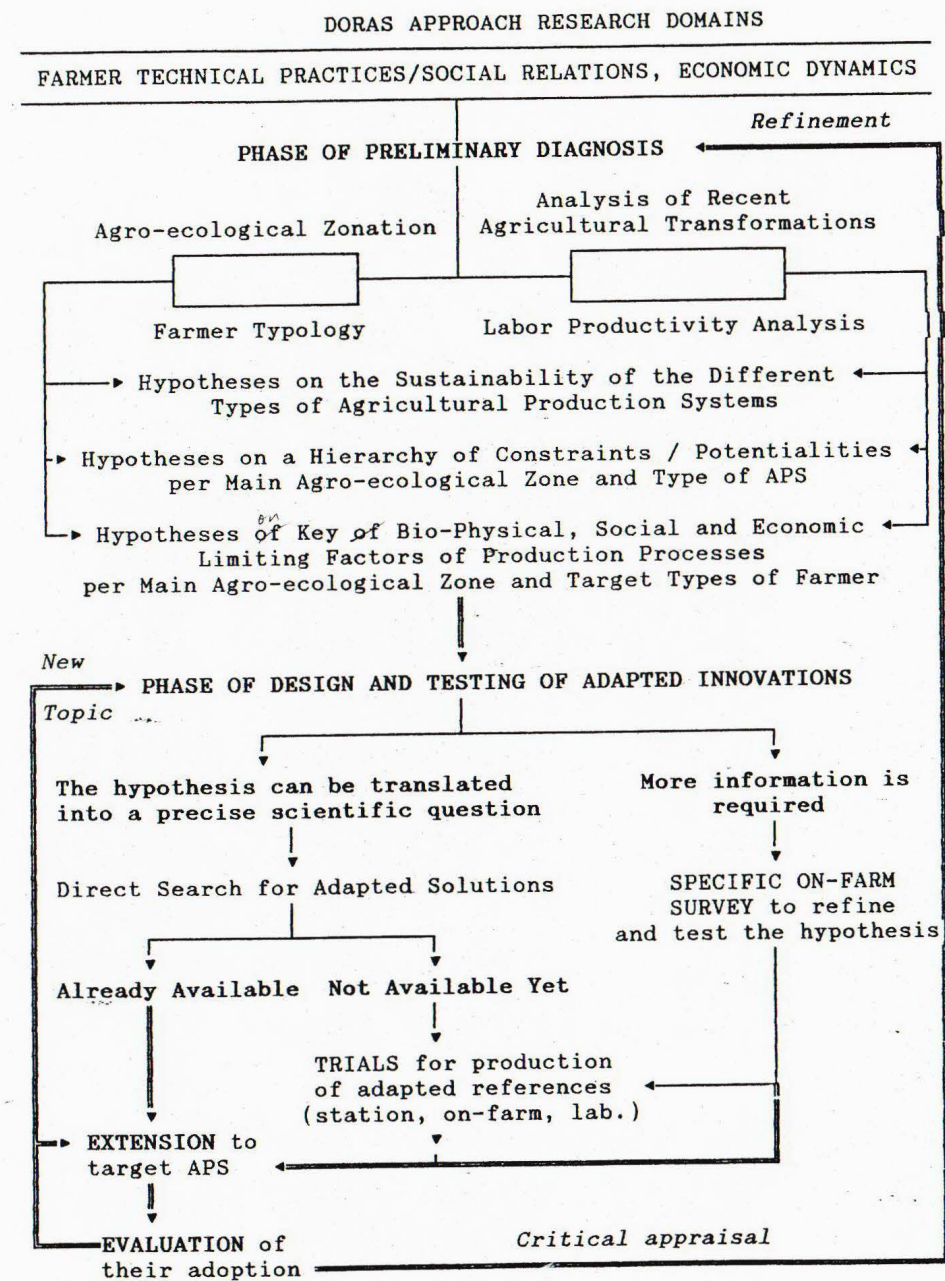 DORAS APPROACH RESEARCH DOMAINS
FARMER TECHNICAL PRACTICES/SOCIAL RELATIONS, ECONOMIC DYNAMICS
Refinement
PHASE OF PRELIMINARY DIAGNOSIS
Agro-ecological Zonation
Analysis of Recent
Agricultural Transformations
Farmer Typology
Labor Productivity Analysis
Hypotheses on the Sustainability of the Different
Types of Agricultural Production Systems
Hypotheses on a Hierarchy of Constraints / Potentialities
per Main Agro-ecological Zone and Type of APS
on
Hypotheses of Key of Bio-Physical, Social and Economic
Limiting Factors of Production Processes
per Main Agro-ecological Zone and Target Types of Farmer
New
PHASE OF DESIGN AND TESTING OF ADAPTED INNOVATIONS
Topic
The hypothesis can be translated
into a precise scientific question
More information is
required
Direct Search for Adapted Solutions
SPECIFIC ON-FARM
SURVEY to refine
and test the hypothesis
Already Available
Not Available Yet
TRIALS for production
of adapted references
(station, on-farm, lab.)
EXTENSION to
target APS
EVALUATION of
their adoption
Critical appraisal